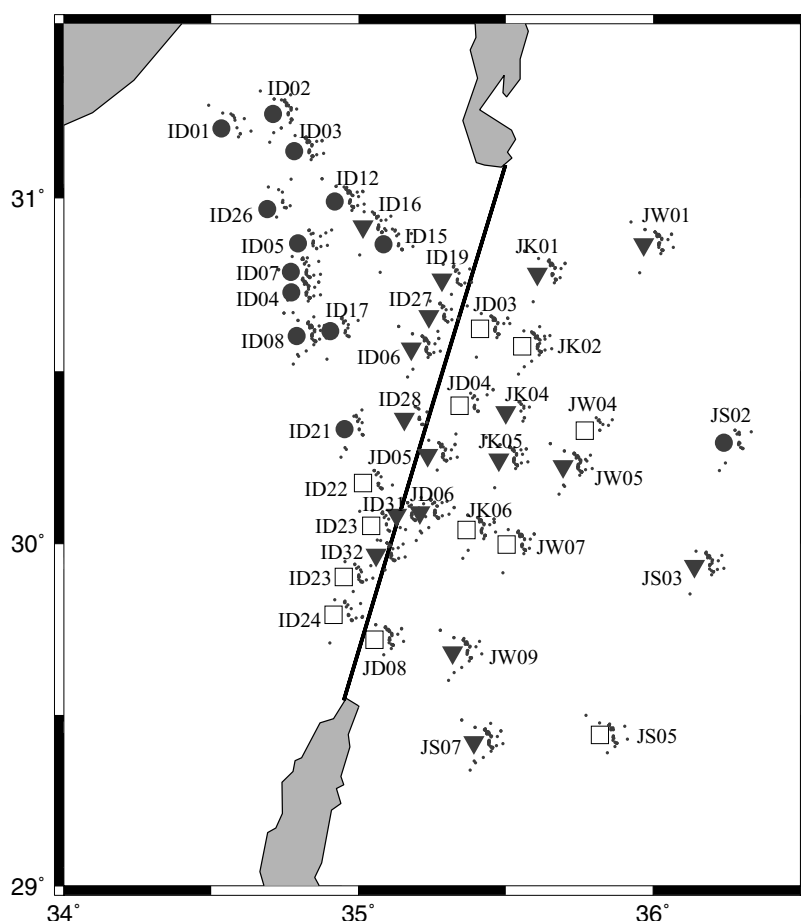 ID02
ID01
ID03
31°
ID12
ID16
ID26
ID15
JW01
ID05
ID19
JK01
ID07
ID04
ID27
JD03
ID17
ID08
ID06
JK02
JD04
ID28
JK04
JW04
JS02
ID21
JD05
JK05
JW05
ID22
ID31
JD06
JK06
ID23
30°
ID32
JW07
ID23
JS03
ID24
JD08
JW09
JS07
JS05
29°
34°
35°
36°